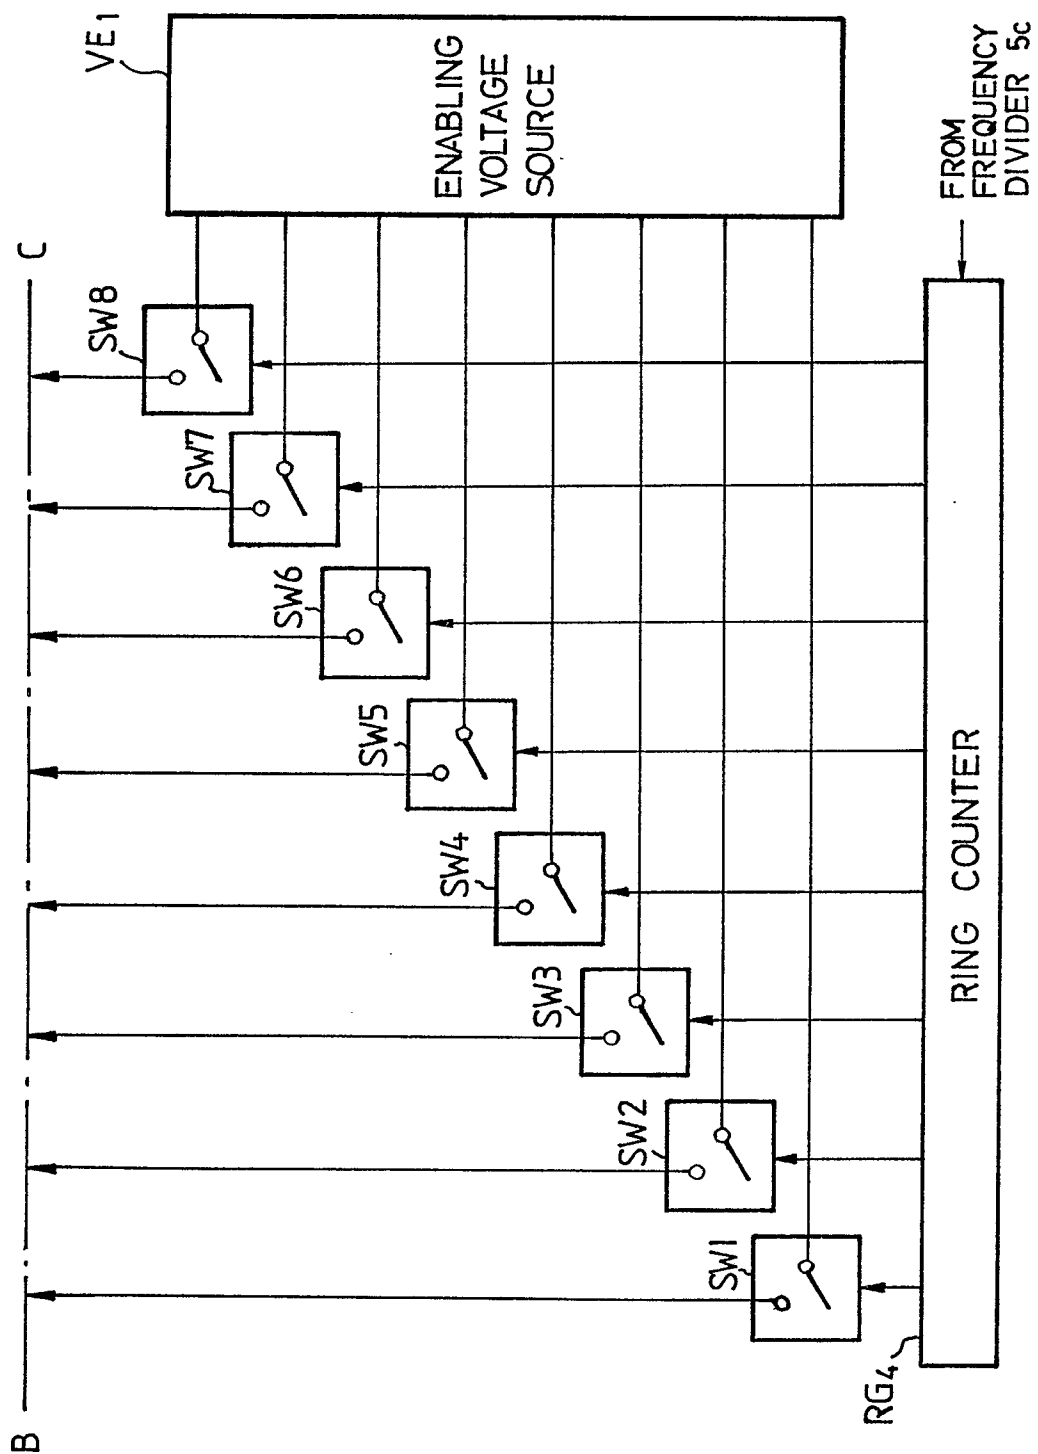 B
C
VE1
ENABLING
VOLTAGE
SOURCE
SW8
SW7
SW6
SW5
SW4
SW3
SW2
SW1
RG4
RING COUNTER
FROM
FREQUENCY
DIVIDER 5c